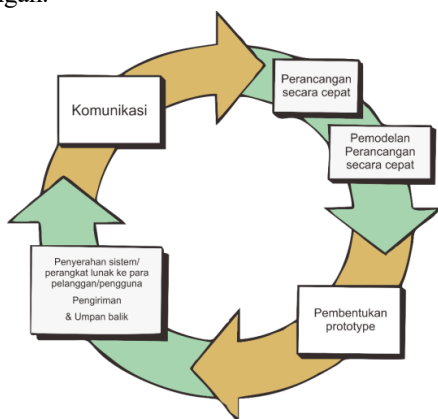 Komunikasi
Perancangan
secara cepat
Pemodelan
Perancangan
secara cepat
Pembentukan
prototype
Penyerahan sistem/
perangkat lunak ke para
pelanggan/pengguna
Pengiriman
& Umpan balik